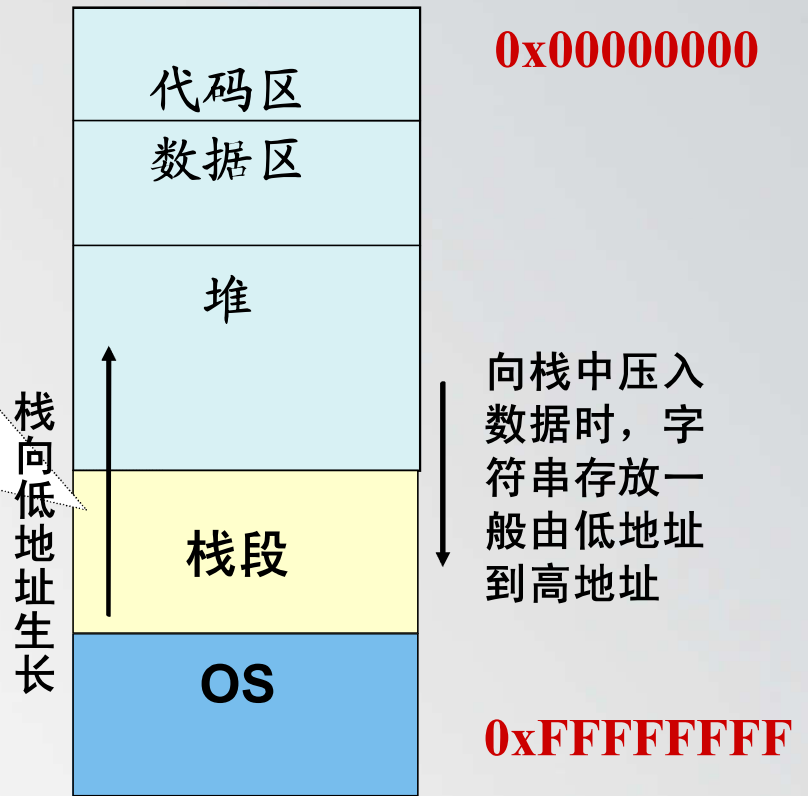 0x00000000
代码区
数据区
堆
栈向低地址生长
向栈中压入
数据时，字
符串存放一
般由低地址
到高地址
栈段
OS
0xFFFFFFFF